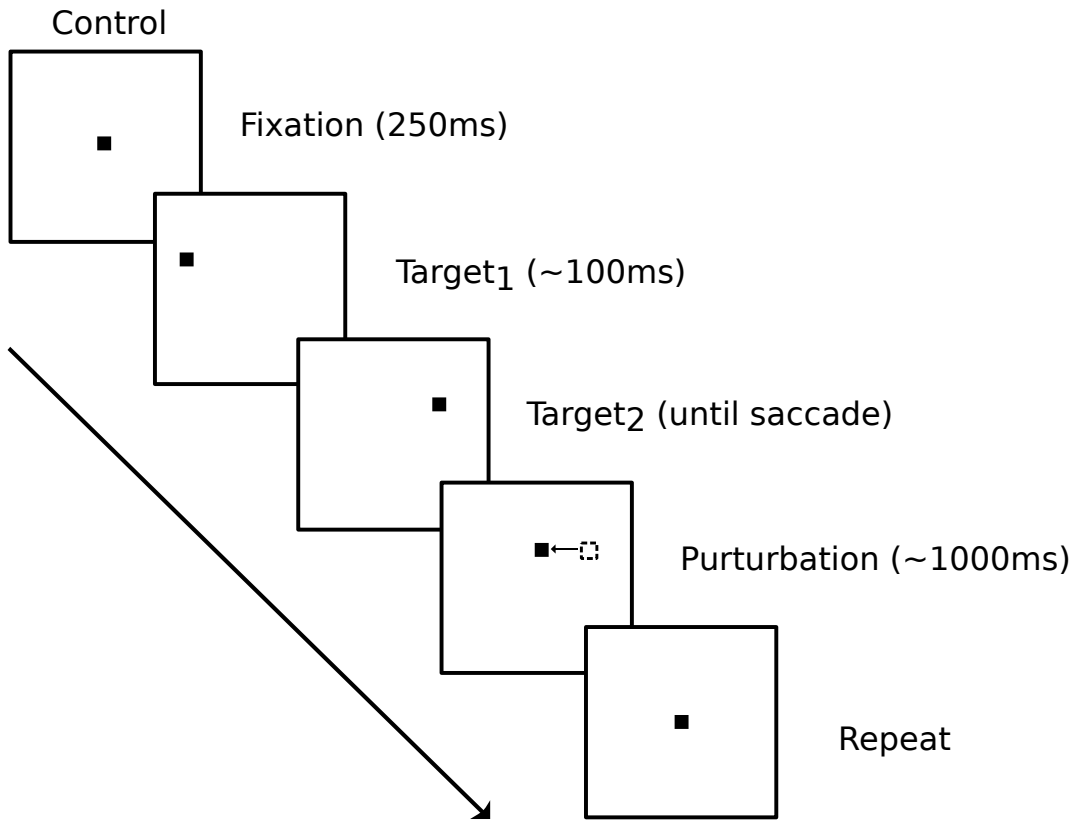 Control
Fixation (250ms)
Target₁ (~100ms)
Target₂ (until saccade)
Purturbation (~1000ms)
Repeat